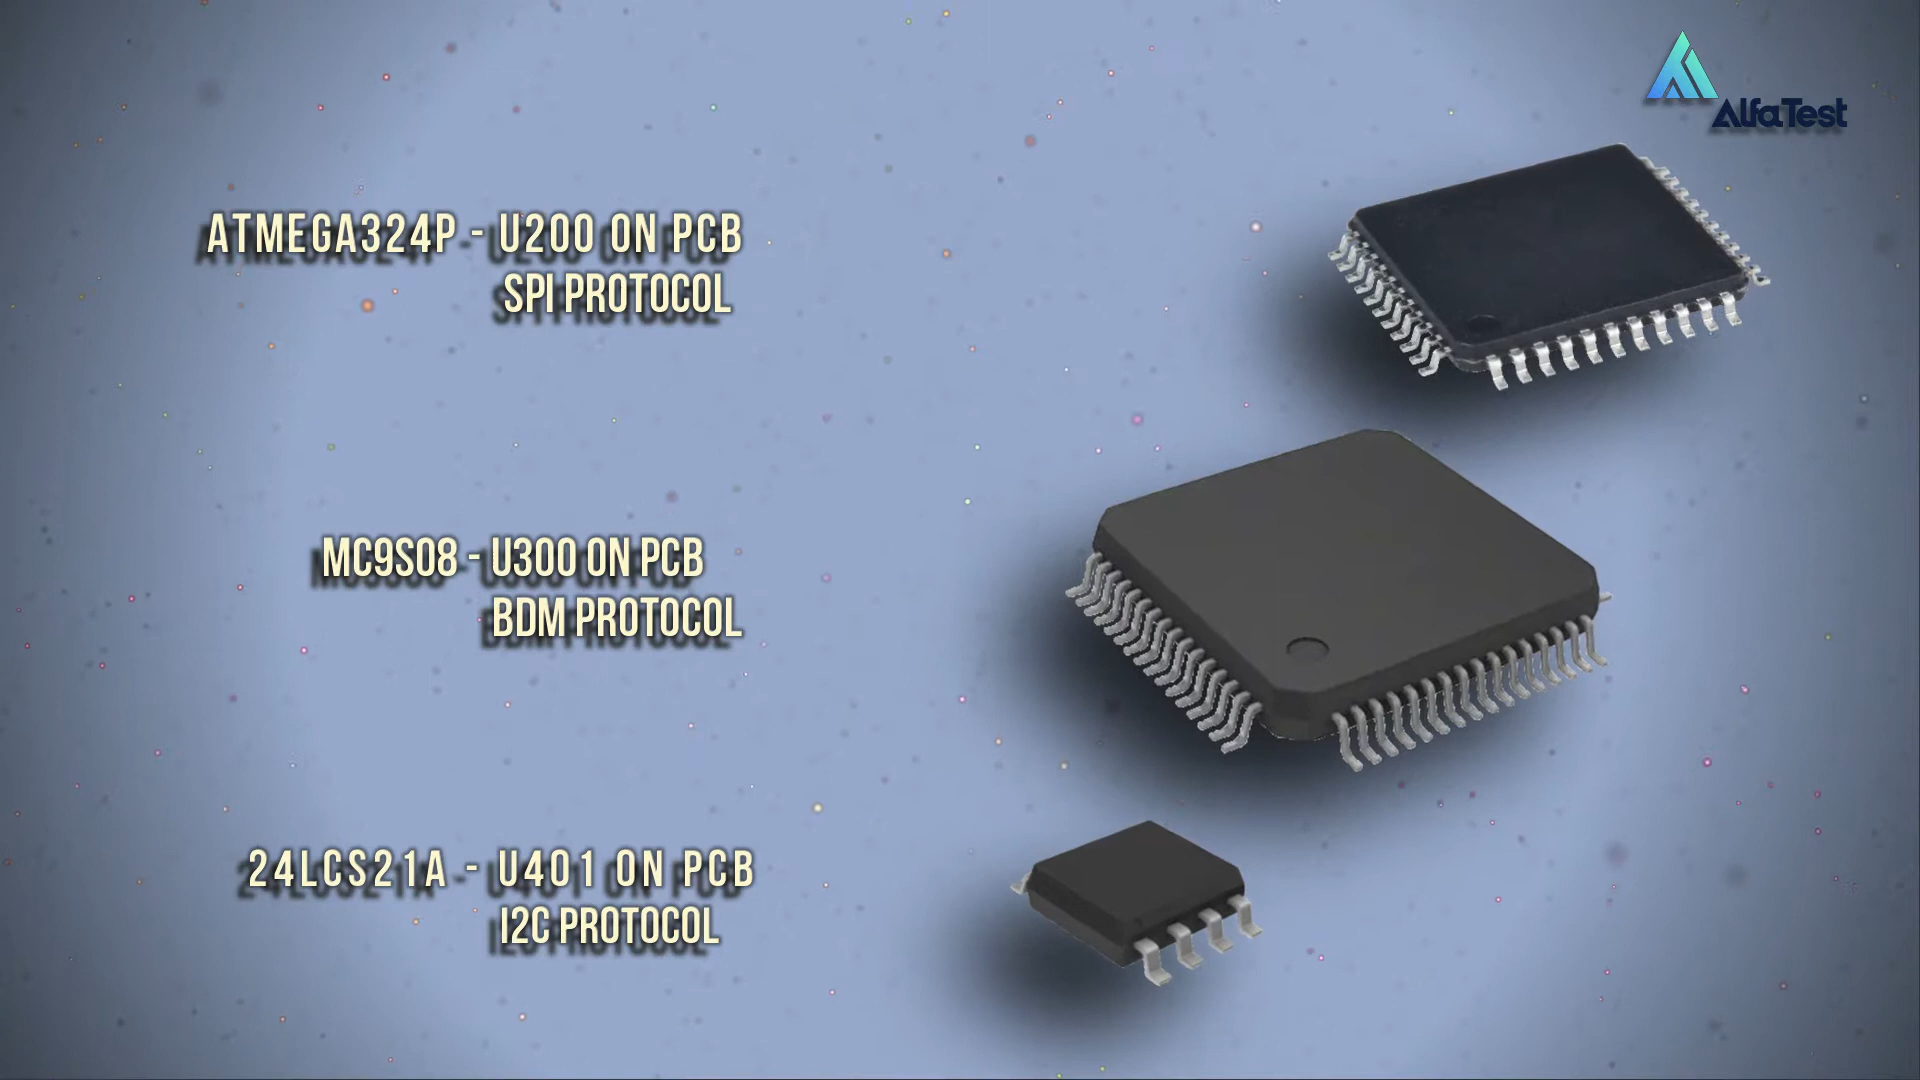 AlfaTest
ATMEGA324P - U200 ON PCB
SPI PROTOCOL
MC9S08 - U300 ON PCB
BDM PROTOCOL
24LCS21A - U401 ON PCB
I2C PROTOCOL